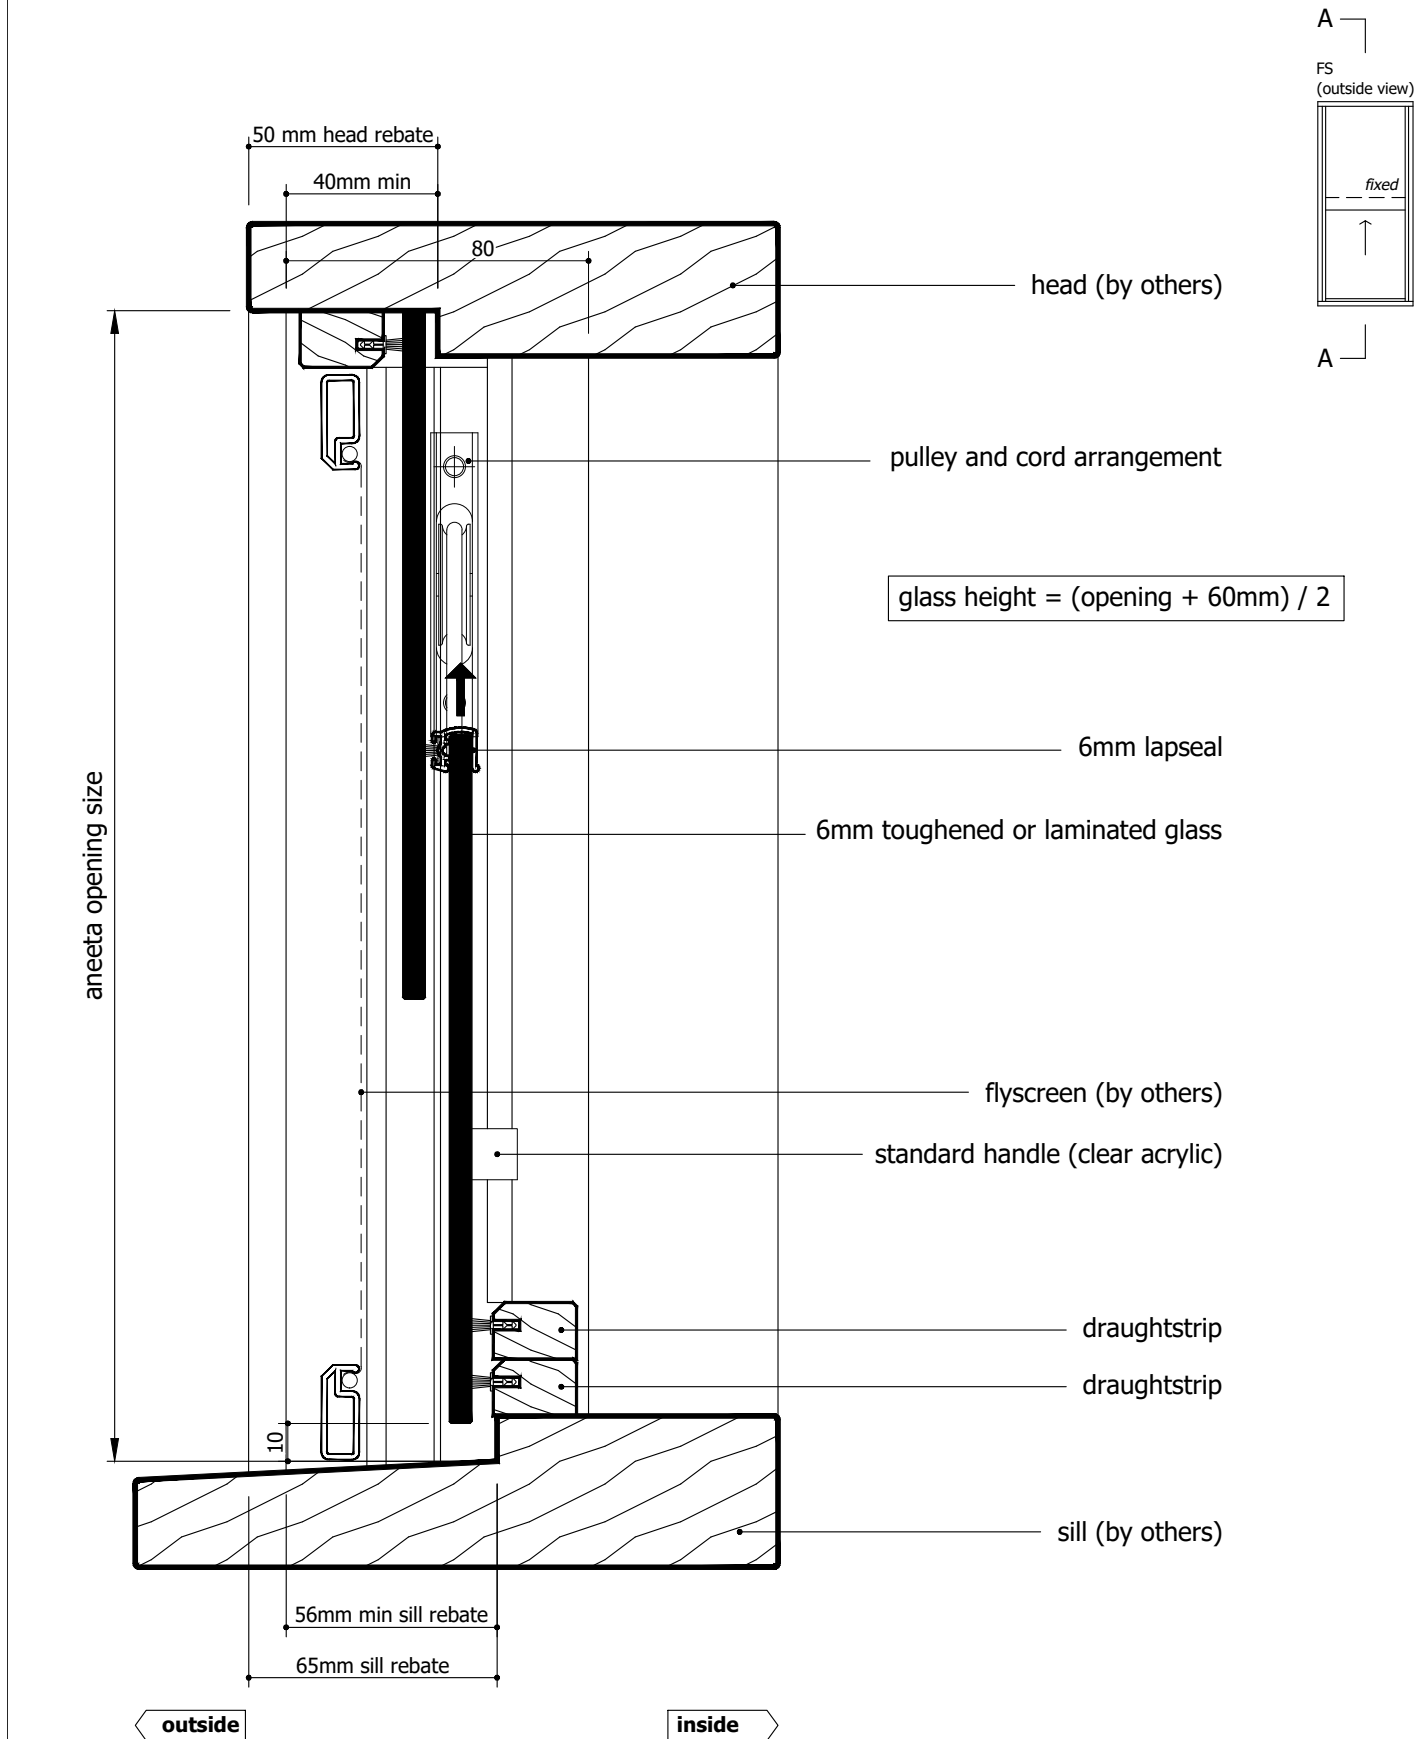 A
FS
(outside view)
fixed
A
50 mm head rebate
40mm min
80
head (by others)
pulley and cord arrangement
glass height = (opening + 60mm) / 2
6mm lapseal
6mm toughened or laminated glass
aneeta opening size
flyscreen (by others)
standard handle (clear acrylic)
draughtstrip
draughtstrip
10
sill (by others)
56mm min sill rebate
65mm sill rebate
outside
inside